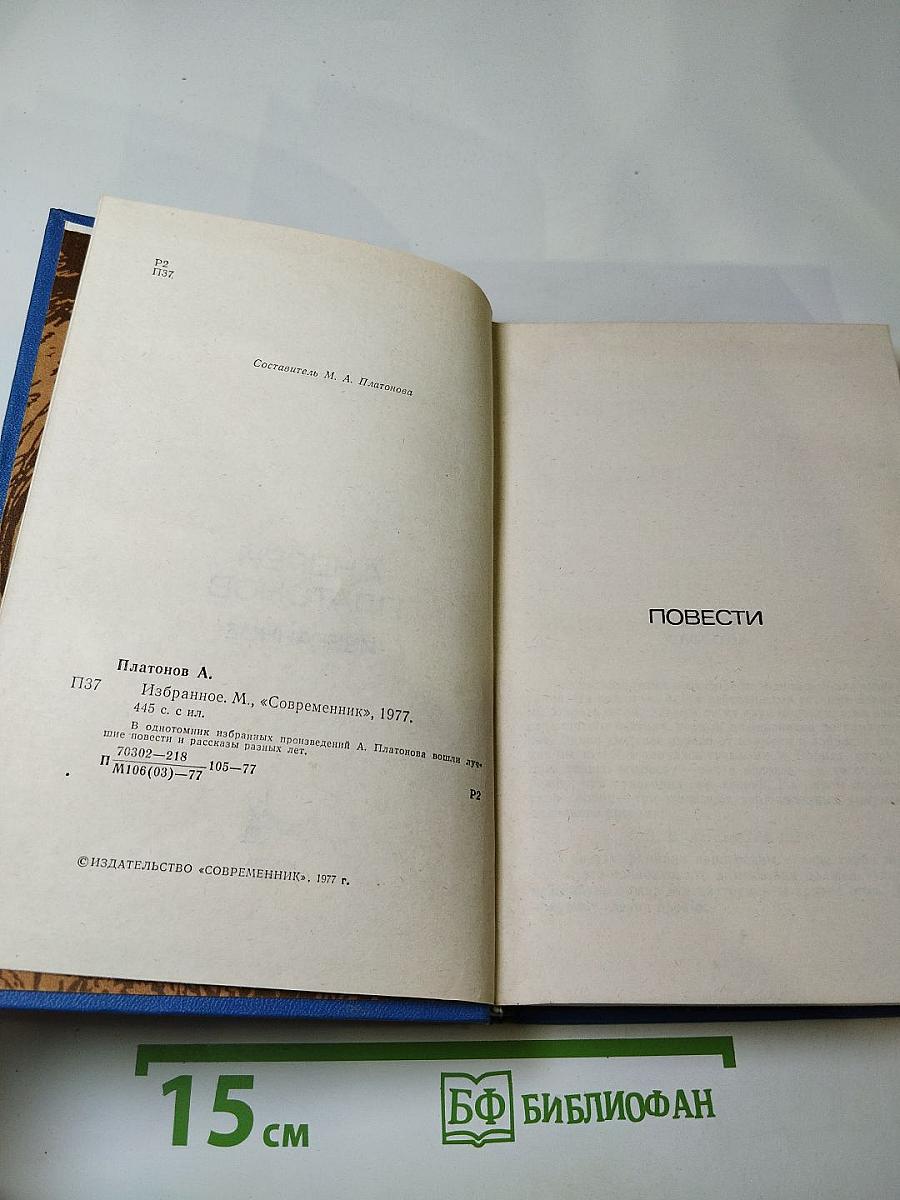 Р2
П37
Составитель М. А. Платонова
Платонов А.
П37 Избранное. М., «Современник», 1977.
445 с. с ил.
В однотомник избранных произведений А. Платонова вошли луч-
шие повести и рассказы разных лет.
П 70302—218 105—77
М106(03)—77
Р2
© ИЗДАТЕЛЬСТВО «СОВРЕМЕННИК», 1977 г.
ПОВЕСТИ
15 см
БФ БИБЛИОФАН